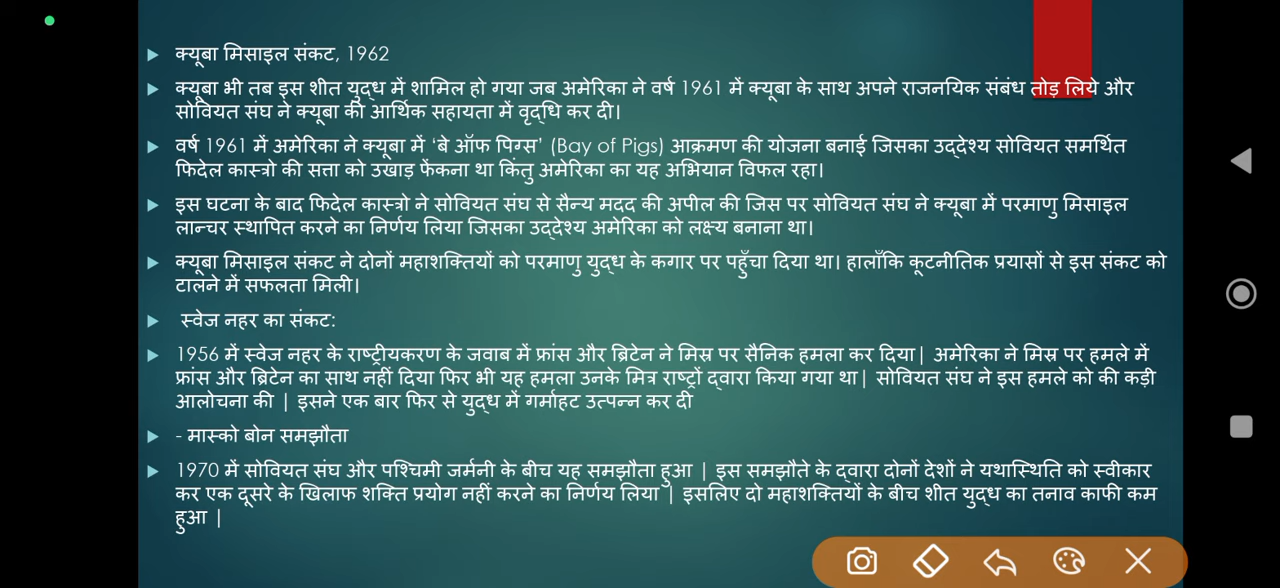 क्यूबा मिसाइल संकट, 1962
क्यूबा भी तब इस शीत युद्ध में शामिल हो गया जब अमेरिका ने वर्ष 1961 में क्यूबा के साथ अपने राजनयिक संबंध तोड़ लिये और
सोवियत संघ ने क्यूबा की आर्थिक सहायता में वृद्धि कर दी।
वर्ष 1961 में अमेरिका ने क्यूबा में 'बे ऑफ पिग्स' (Bay of Pigs) आक्रमण की योजना बनाई जिसका उद्देश्य सोवियत समर्थित
फिदेल कास्त्रो की सत्ता को उखाड़ फेंकना था किंतु अमेरिका का यह अभियान विफल रहा।
इस घटना के बाद फिदेल कास्त्रो ने सोवियत संघ से सैन्य मदद की अपील की जिस पर सोवियत संघ ने क्यूबा में परमाणु मिसाइल
लान्चर स्थापित करने का निर्णय लिया जिसका उद्देश्य अमेरिका को लक्ष्य बनाना था।
क्यूबा मिसाइल संकट ने दोनों महाशक्तियों को परमाणु युद्ध के कगार पर पहुँचा दिया था। हालाँकि कूटनीतिक प्रयासों से इस संकट को
टालने में सफलता मिली।
स्वेज नहर का संकट:
1956 में स्वेज नहर के राष्ट्रीयकरण के जवाब में फ्रांस और ब्रिटेन ने मिस्र पर सैनिक हमला कर दिया| अमेरिका ने मिस्र पर हमले में
फ्रांस और ब्रिटेन का साथ नहीं दिया फिर भी यह हमला उनके मित्र राष्ट्रों द्वारा किया गया था| सोवियत संघ ने इस हमले को की कड़ी
आलोचना की | इसने एक बार फिर से युद्ध में गर्माहट उत्पन्न कर दी
- मास्को बोन समझौता
1970 में सोवियत संघ और पश्चिमी जर्मनी के बीच यह समझौता हुआ | इस समझौते के द्वारा दोनों देशों ने यथास्थिति को स्वीकार
कर एक दूसरे के खिलाफ शक्ति प्रयोग नहीं करने का निर्णय लिया | इसलिए दो महाशक्तियों के बीच शीत युद्ध का तनाव काफी कम
हुआ |